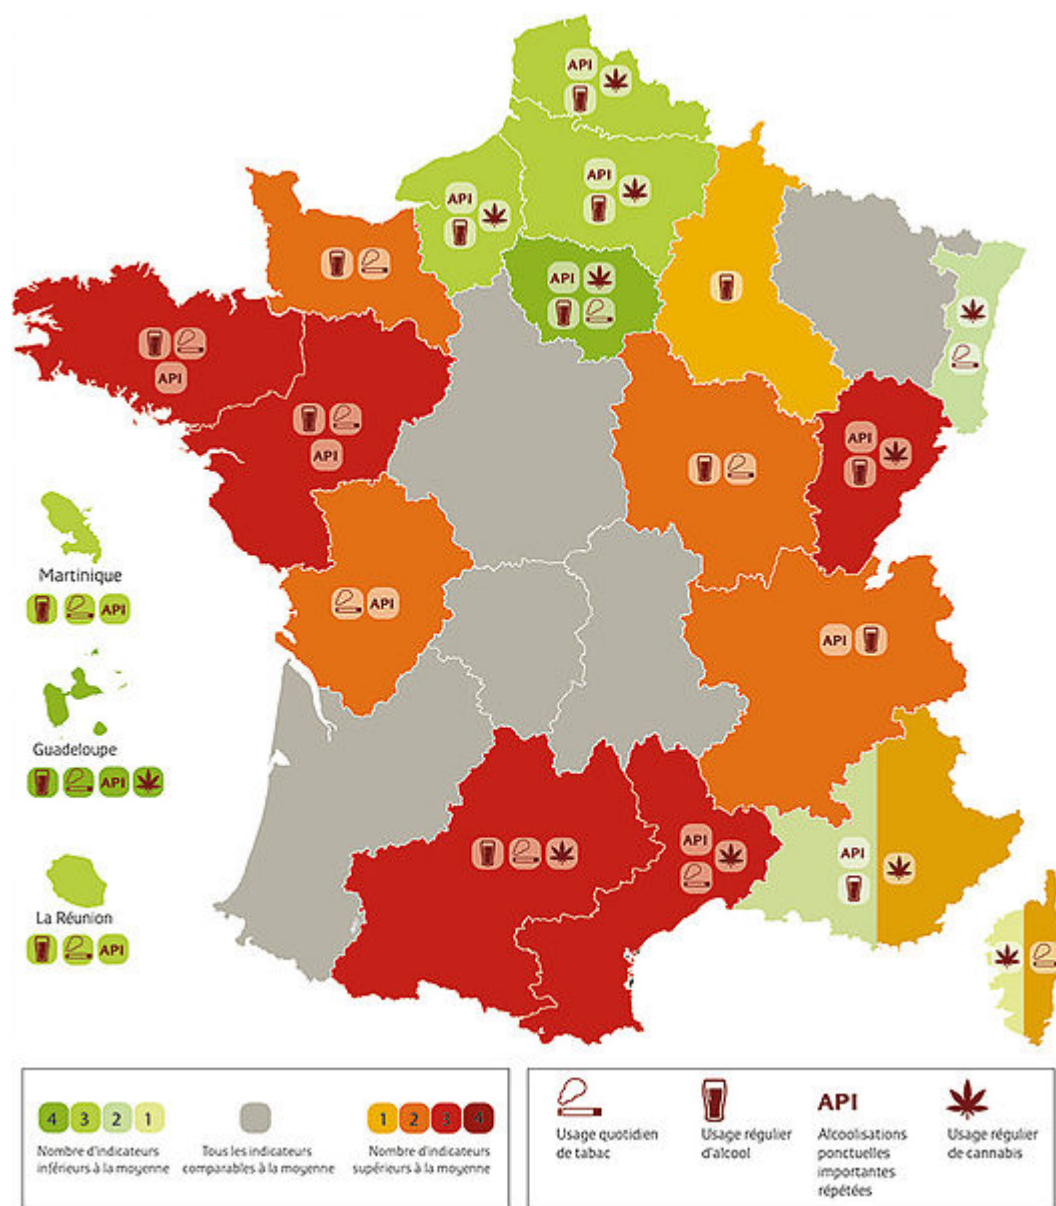 API
API
API
API
API
API
API
API
API
API
API
Martinique
API
Guadeloupe
API
La Réunion
API
4 3 2 1
Nombre d'indicateurs
inférieurs à la moyenne
Tous les indicateurs
comparables à la moyenne
1 2 3 4
Nombre d'indicateurs
supérieurs à la moyenne
Usage quotidien
de tabac
Usage régulier
d'alcool
API
Alcoolisations
ponctuelles
importantes
répétées
Usage régulier
de cannabis